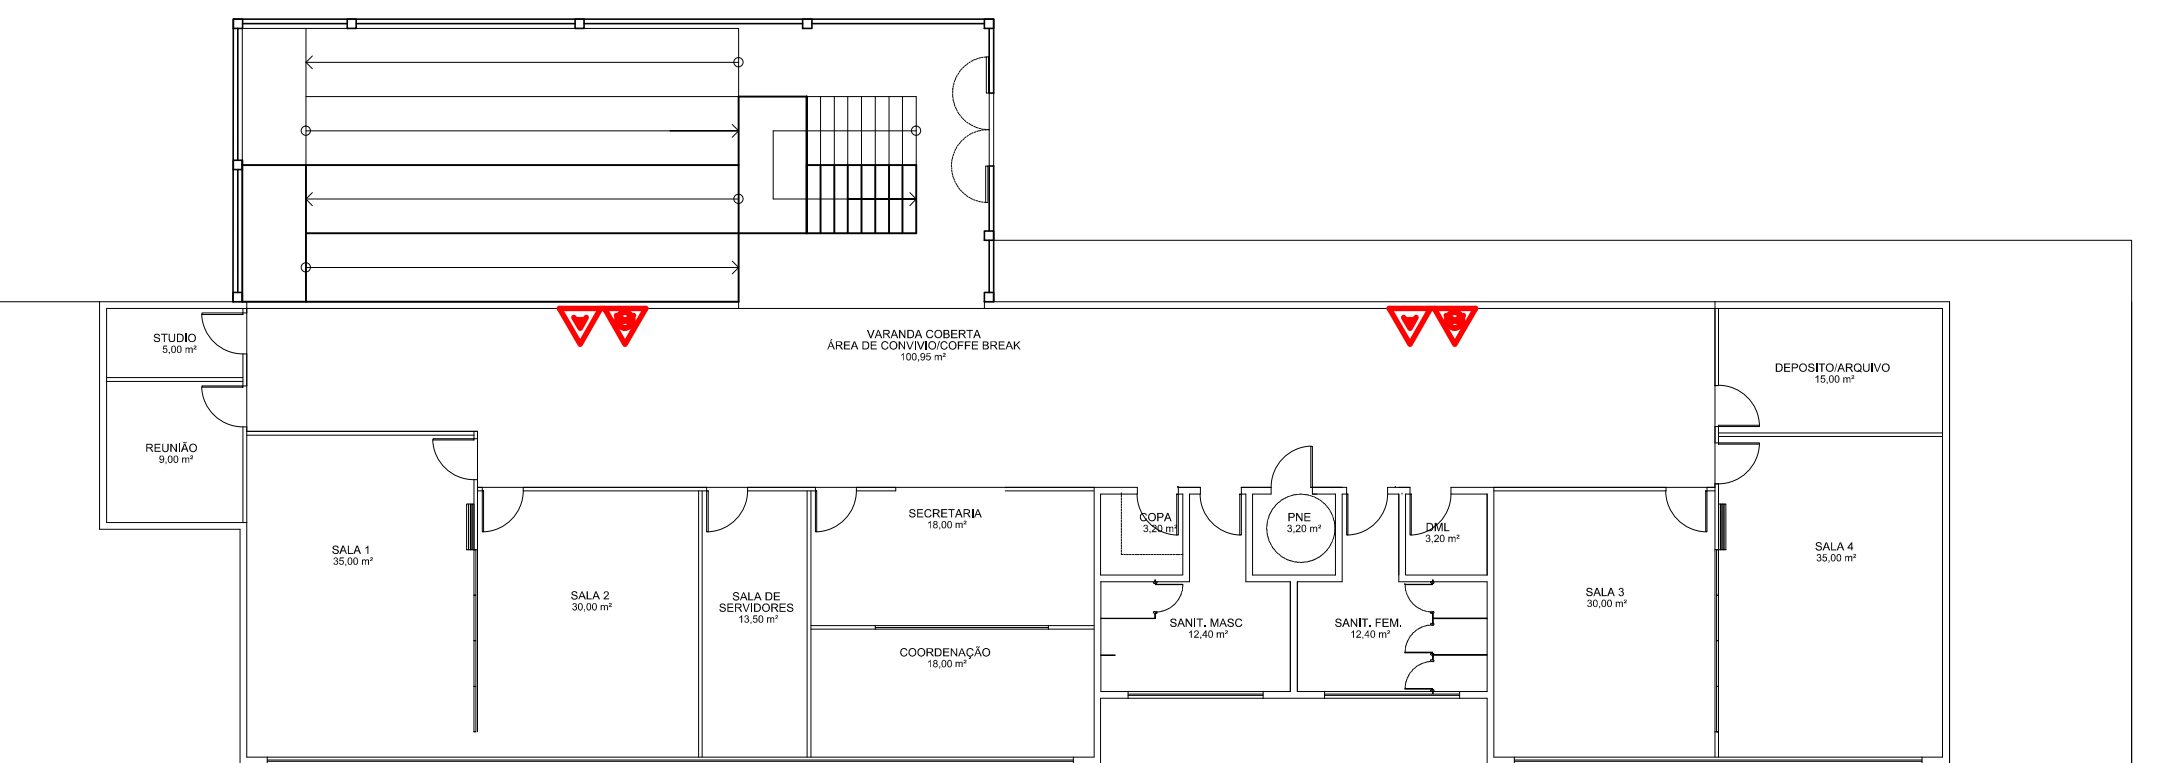 STUDIO
5,00 m²
REUNIÃO
9,00 m²
VARANDA COBERTA
ÁREA DE CONVIVIO/COFFE BREAK
100,95 m²
DEPOSITO/ARQUIVO
15,00 m²
SALA 1
35,00 m²
SALA 2
30,00 m²
SALA DE
SERVIDORES
13,50 m²
SECRETARIA
18,00 m²
COORDENAÇÃO
18,00 m²
COPA
3,20 m²
PNE
3,20 m²
DML
3,20 m²
SANIT. MASC
12,40 m²
SANIT. FEM.
12,40 m²
SALA 3
30,00 m²
SALA 4
35,00 m²